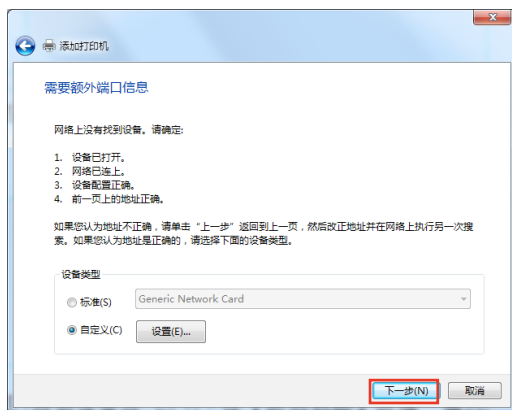 添加打印机
需要额外端口信息
网络上没有找到设备。请确定:
1. 设备已打开。
2. 网络已连上。
3. 设备配置正确。
4. 前一页上的地址正确。
如果您认为地址不正确，请单击“上一步”返回到上一页，然后改正地址并在网络上执行另一次搜
索。如果您认为地址是正确的，请选择下面的设备类型。
设备类型
标准(S)  Generic Network Card
自定义(C)  设置(E)...
下一步(N)  取消